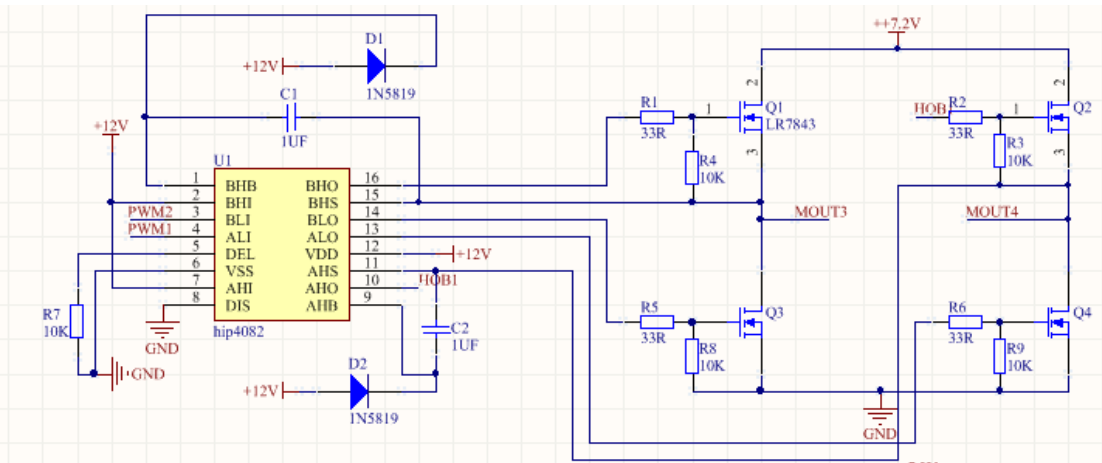 ++7.2V
D1
+12V
1N5819
C1
1UF
+12V
R1
33R
1
2
3
Q1
LR7843
HOB
R2
33R
1
2
3
Q2
R4
10K
R3
10K
U1
1 BHB BHO 16
2 BHI BHS 15
PWM2 3 BLI BLO 14
PWM1 4 ALI ALO 13
5 DEL VDD 12 +12V
6 VSS AHS 11
7 AHI AHO 10 HOB1
8 DIS AHB 9
hip4082
MOUT3
MOUT4
R7
10K
GND
GND
C2
1UF
D2
+12V
1N5819
R5
33R
Q3
R8
10K
R6
33R
Q4
R9
10K
GND